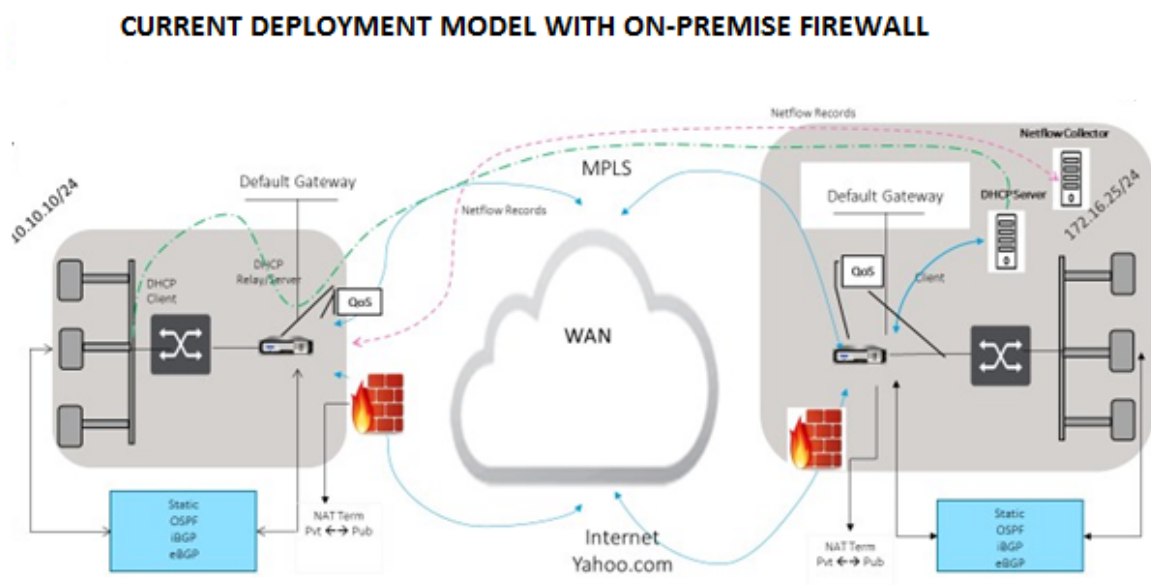 CURRENT DEPLOYMENT MODEL WITH ON-PREMISE FIREWALL
Netflow Records
Netflow Collector
MPLS
Default Gateway
Default Gateway
DHCP Server
Netflow Records
10.10.10/24
172.16.25/24
DHCP
Relay/Server
DHCP
Client
QoS
QoS
Client
WAN
Static
OSPF
iBGP
eBGP
NAT Term
Pvt ←→ Pub
Internet
Yahoo.com
NAT Term
Pvt ←→ Pub
Static
OSPF
iBGP
eBGP